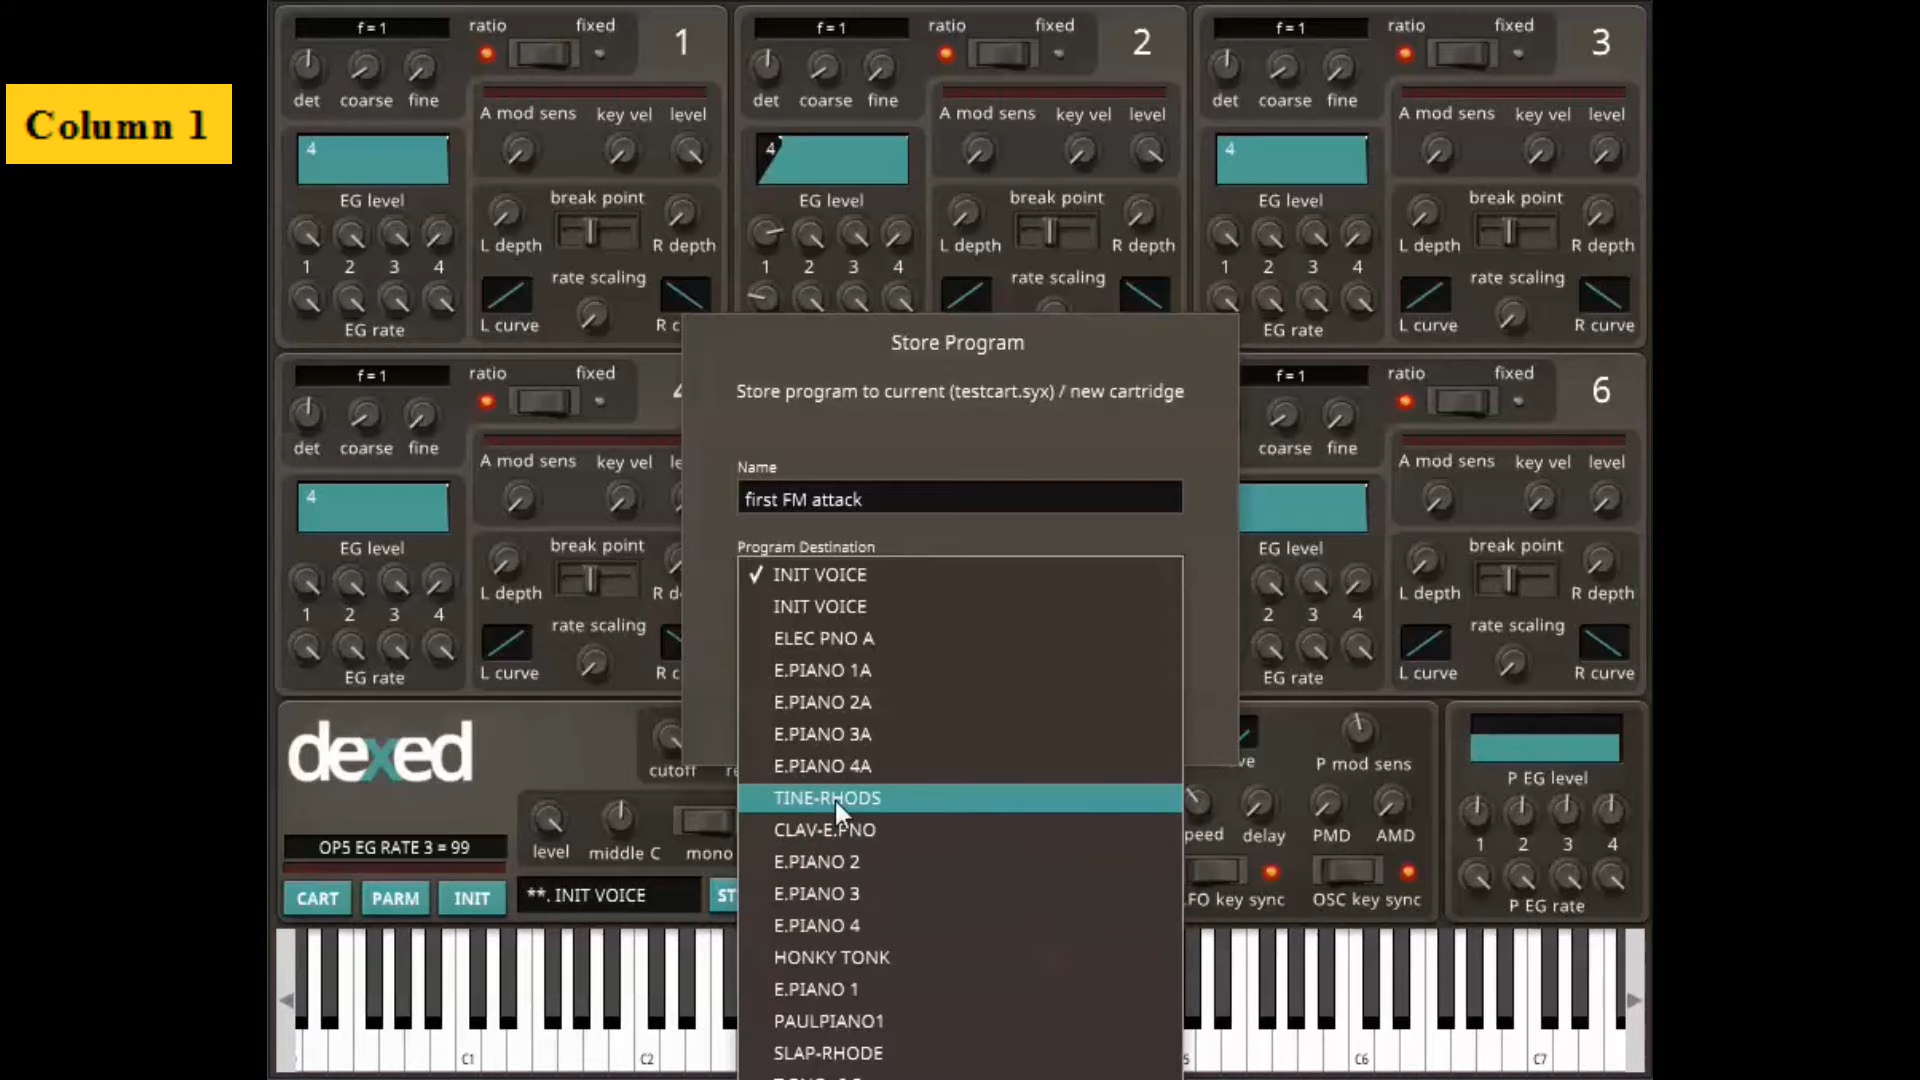 Column 1
f = 1 ratio fixed 1
det coarse fine
A mod sens key vel level
4
EG level
break point
L depth R depth
1 2 3 4
rate scaling
EG rate
L curve R c
f = 1 ratio fixed 2
det coarse fine
A mod sens key vel level
4
EG level
break point
L depth R depth
1 2 3 4
rate scaling
f = 1 ratio fixed 3
det coarse fine
A mod sens key vel level
4
EG level
break point
L depth R depth
1 2 3 4
rate scaling
EG rate
L curve R curve
f = 1 ratio fixed
det coarse fine
A mod sens key vel
4
EG level
break point
L depth
1 2 3 4
rate scaling
EG rate
L curve R c
Store Program
Store program to current (testcart.syx) / new cartridge
Name
first FM attack
Program Destination
✓ INIT VOICE
INIT VOICE
ELEC PNO A
E.PIANO 1A
E.PIANO 2A
E.PIANO 3A
E.PIANO 4A
TINE-RHODS
CLAV-E.PNO
E.PIANO 2
E.PIANO 3
E.PIANO 4
HONKY TONK
E.PIANO 1
PAULPIANO1
SLAP-RHODE
f = 1 ratio fixed 6
coarse fine
A mod sens key vel level
EG level
break point
L depth R depth
2 3 4
rate scaling
EG rate
L curve R curve
dexed
cutoff
level middle C mono
OP5 EG RATE 3 = 99
CART PARM INIT **. INIT VOICE ST
P mod sens
peed delay PMD AMD
FO key sync OSC key sync
P EG level
1 2 3 4
P EG rate
C1 C2 C6 C7